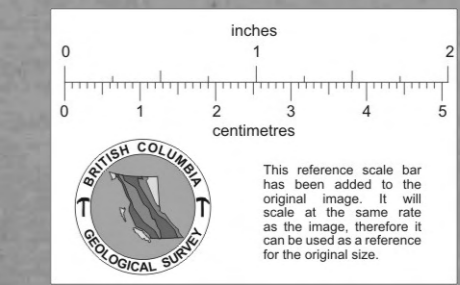 inches
0 1 2
0 1 2 3 4 5
centimetres
BRITISH COLUMBIA
GEOLOGICAL SURVEY
This reference scale bar
has been added to the
original image. It will
scale at the same rate
as the image, therefore it
can be used as a reference
for the original size.